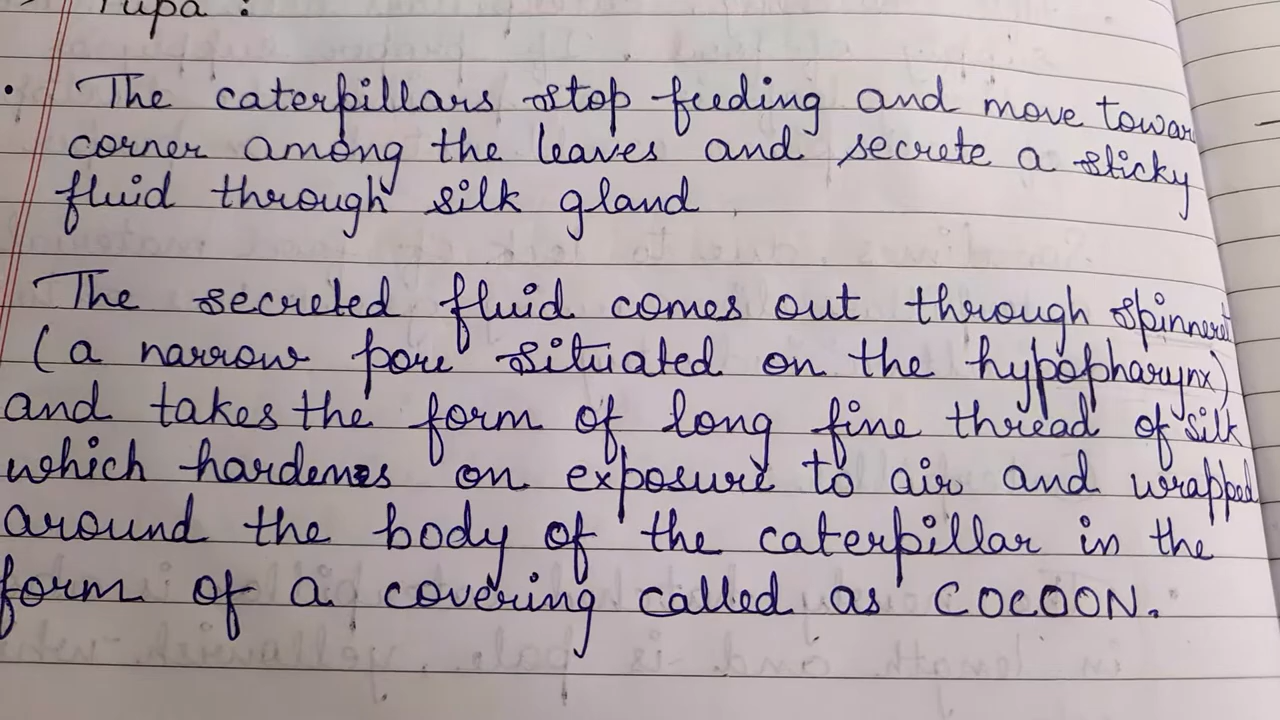 Pupa :
• The caterpillars stop feeding and move towar
corner among the leaves and secrete a sticky
fluid through silk gland
The secreted fluid comes out through spinneret
(a narrow pore situated on the hypopharynx)
and takes the form of long fine thread of silk
which hardenes on exposure to air and wrapped
around the body of the caterpillar in the
form of a covering called as COCOON.